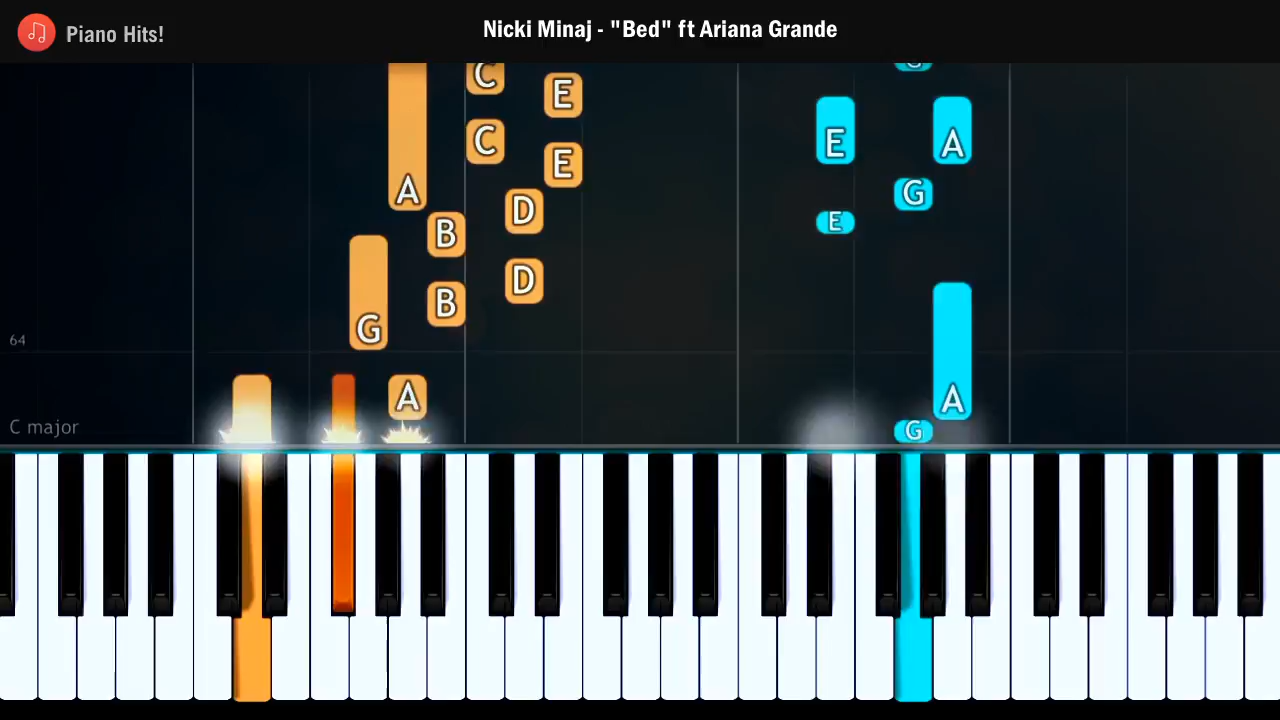 Piano Hits!
Nicki Minaj - "Bed" ft Ariana Grande
G
C
E
E
A
C
E
A
G
D
B
E
D
B
G
64
A
A
C major
G